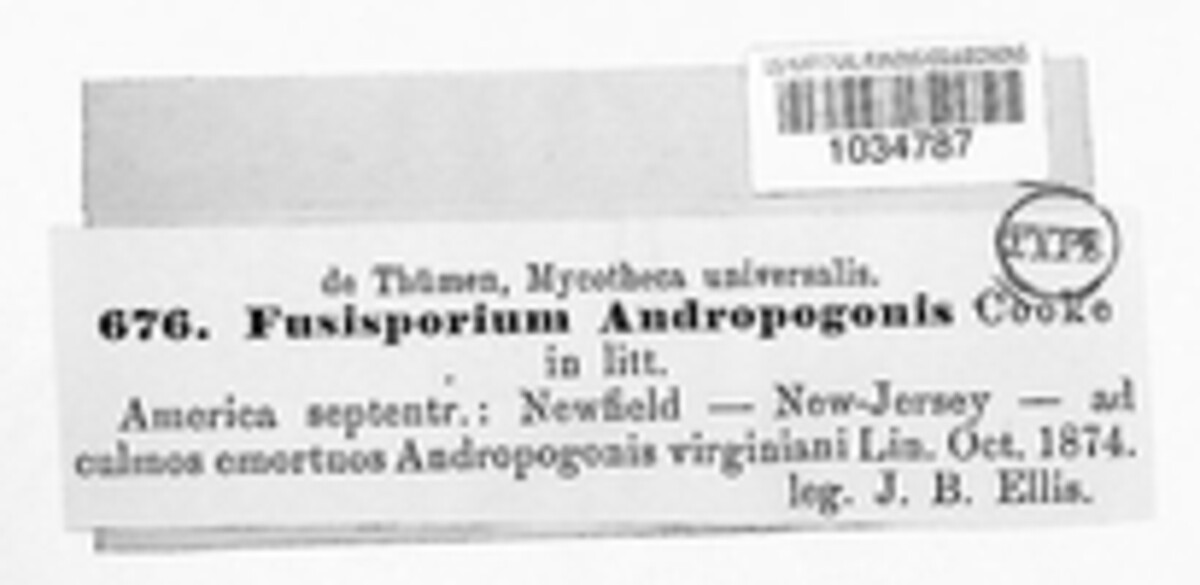 1034787
TYPE
de Thümen, Mycotheca universalis.
676. Fusisporium Andropogonis Cooke
in litt.
America septentr.: Newfield — New-Jersey — ad
culmos emortuos Andropogonis virginiani Lin. Oct. 1874.
leg. J. B. Ellis.